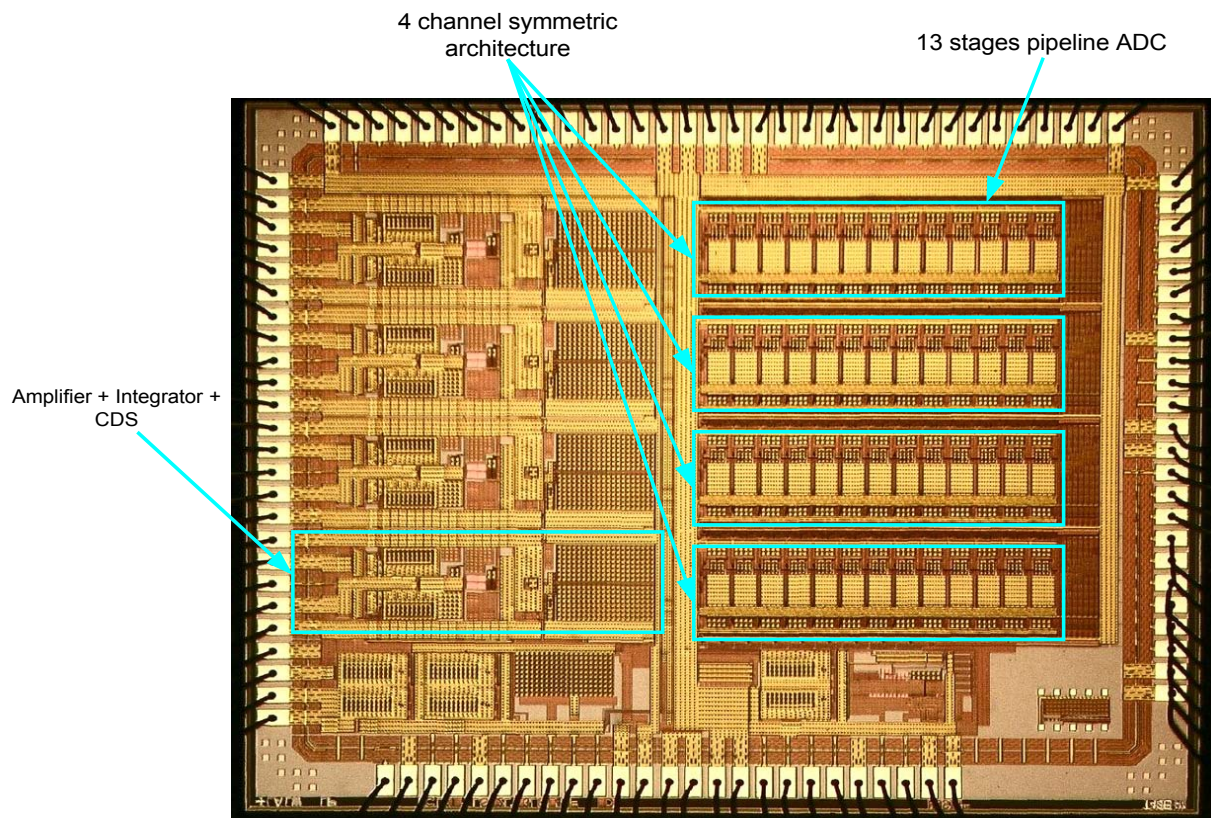 4 channel symmetric
architecture
13 stages pipeline ADC
Amplifier + Integrator +
CDS